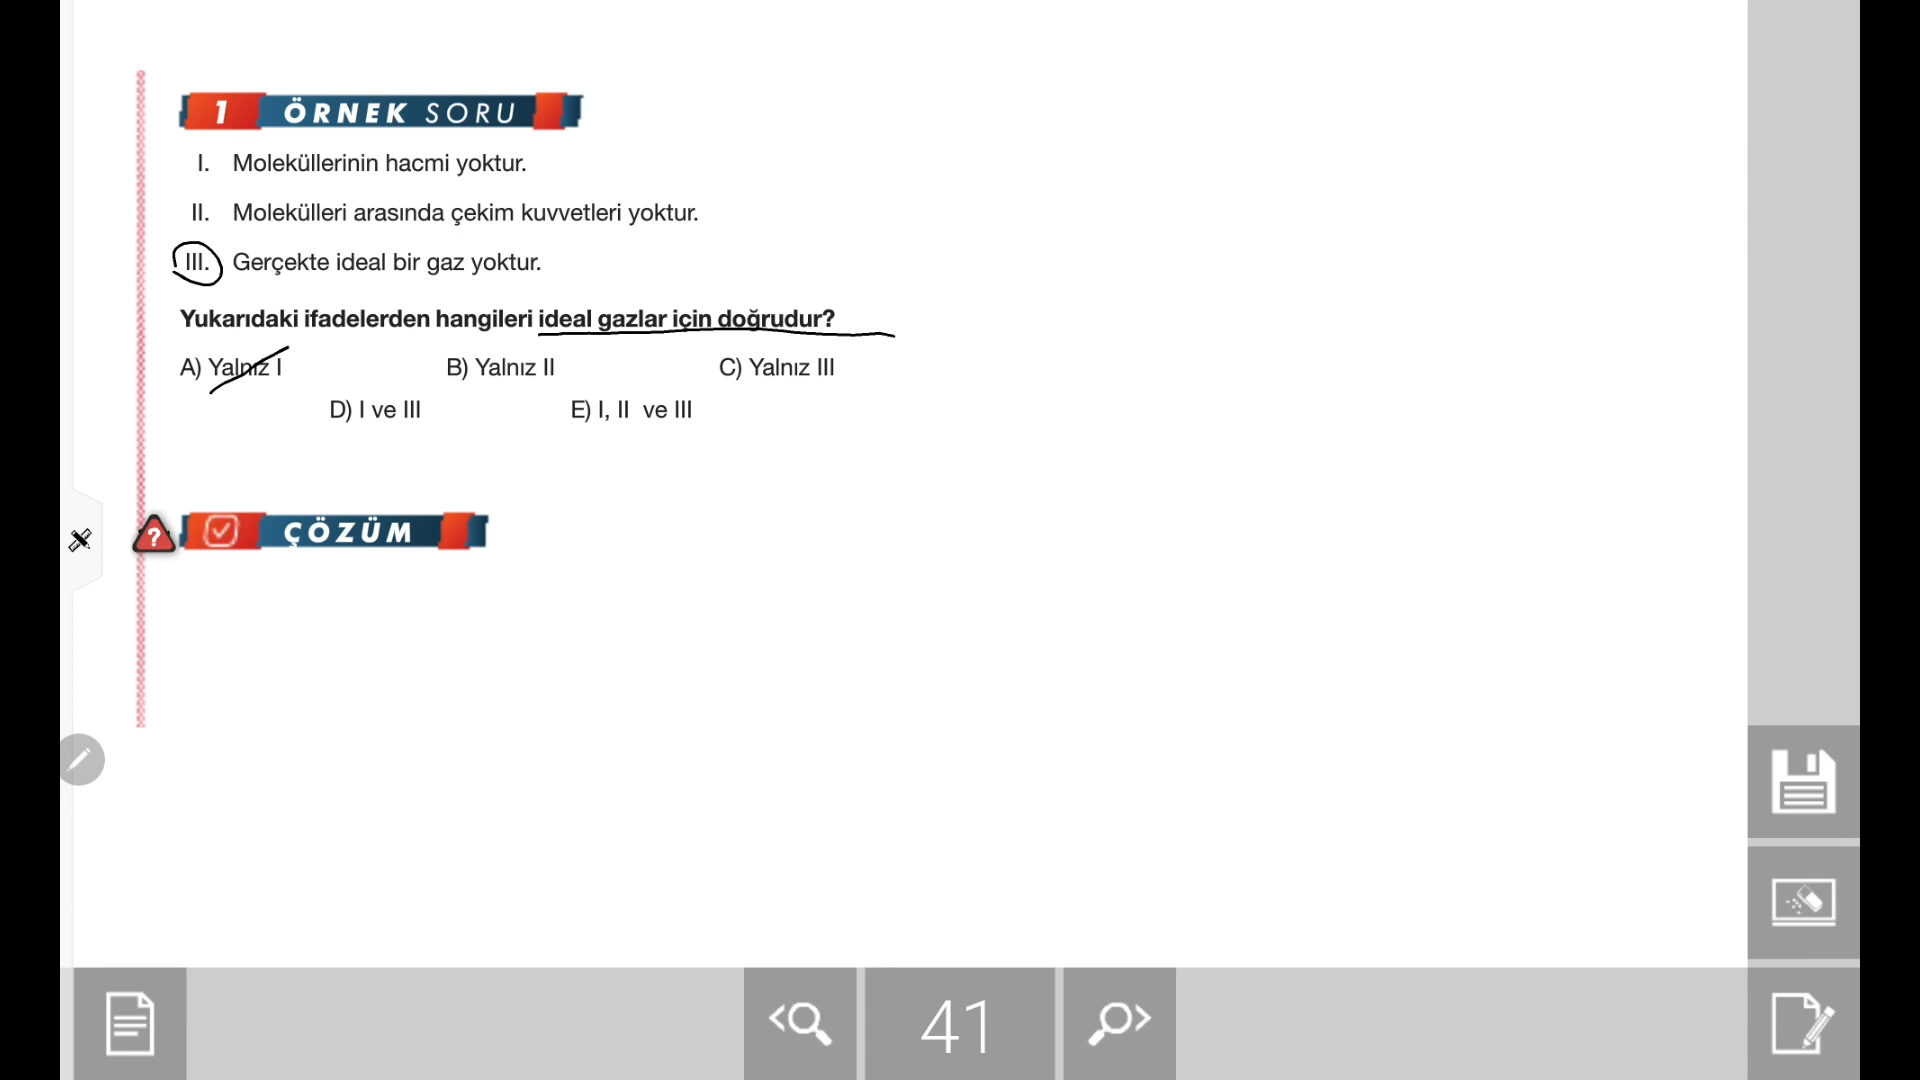 1 ÖRNEK SORU
I. Moleküllerinin hacmi yoktur.
II. Molekülleri arasında çekim kuvvetleri yoktur.
III. Gerçekte ideal bir gaz yoktur.
Yukarıdaki ifadelerden hangileri ideal gazlar için doğrudur?
A) Yalnız I B) Yalnız II C) Yalnız III
D) I ve III E) I, II ve III
? ÇÖZÜM
41